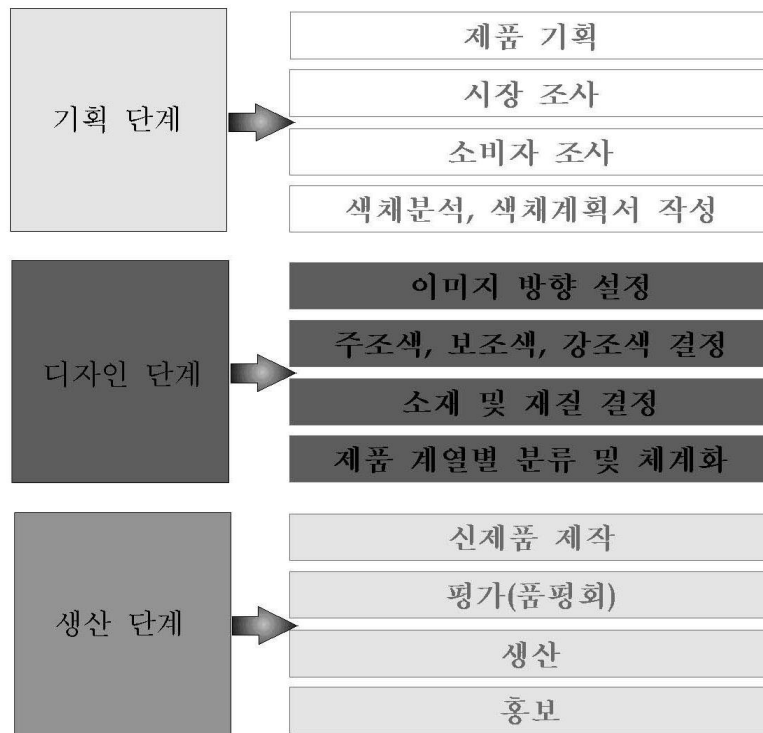 기획 단계
제품 기획
시장 조사
소비자 조사
색채분석, 색채계획서 작성
디자인 단계
이미지 방향 설정
주조색, 보조색, 강조색 결정
소재 및 재질 결정
제품 계열별 분류 및 체계화
생산 단계
신제품 제작
평가(품평회)
생산
홍보